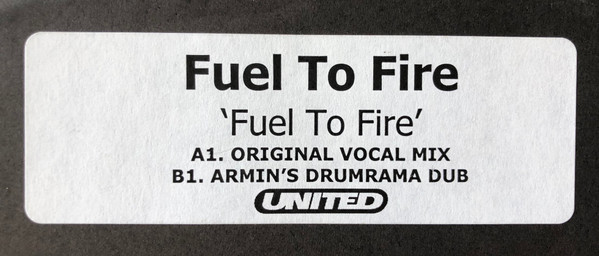 Fuel To Fire
‘Fuel To Fire’
A1. ORIGINAL VOCAL MIX
B1. ARMIN'S DRUMRAMA DUB
UNITED